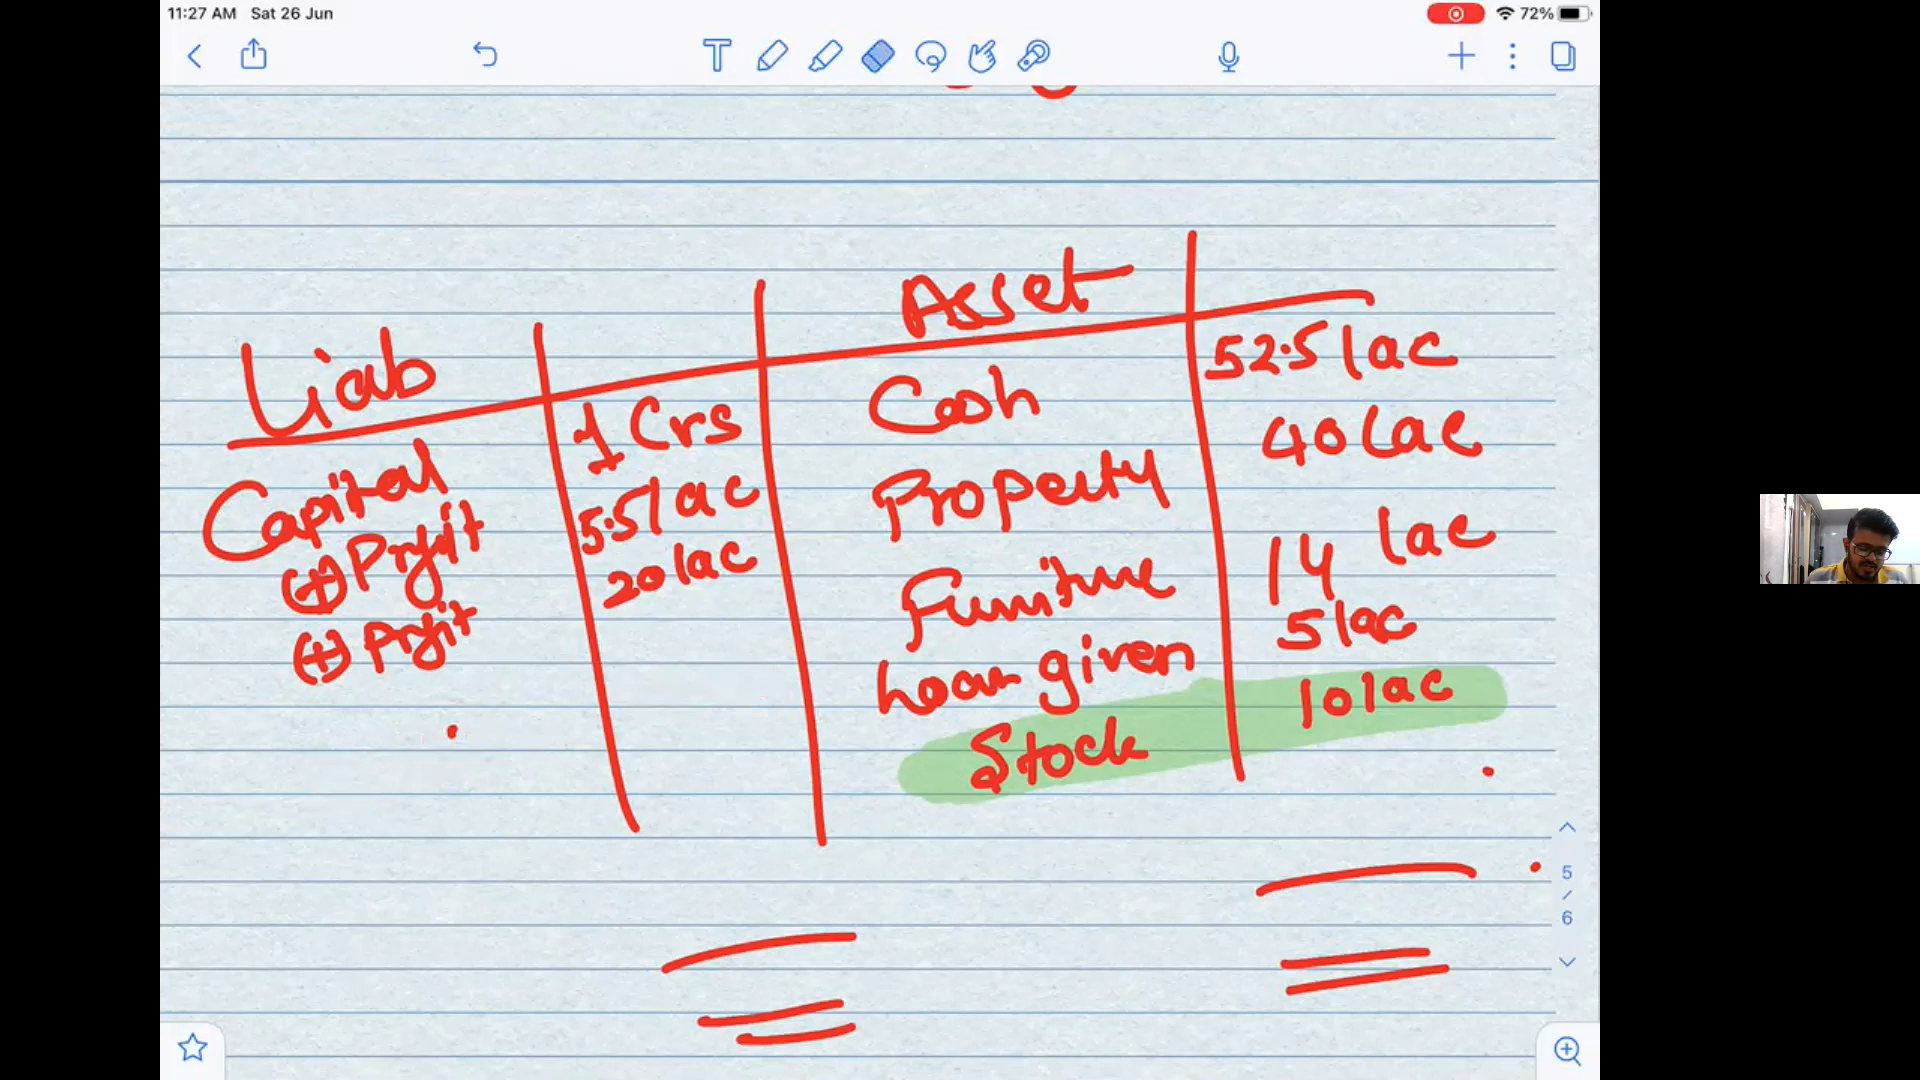 11:27 AM Sat 26 Jun
72%
Liab
Asset
Capital 1 Crs
(+) Profit 5.5 lac
(+) Profit 20 lac
Cash 52.5 lac
Property 40 lac
Furniture 14 lac
Loan given 5 lac
Stock 10 lac
5
/
6